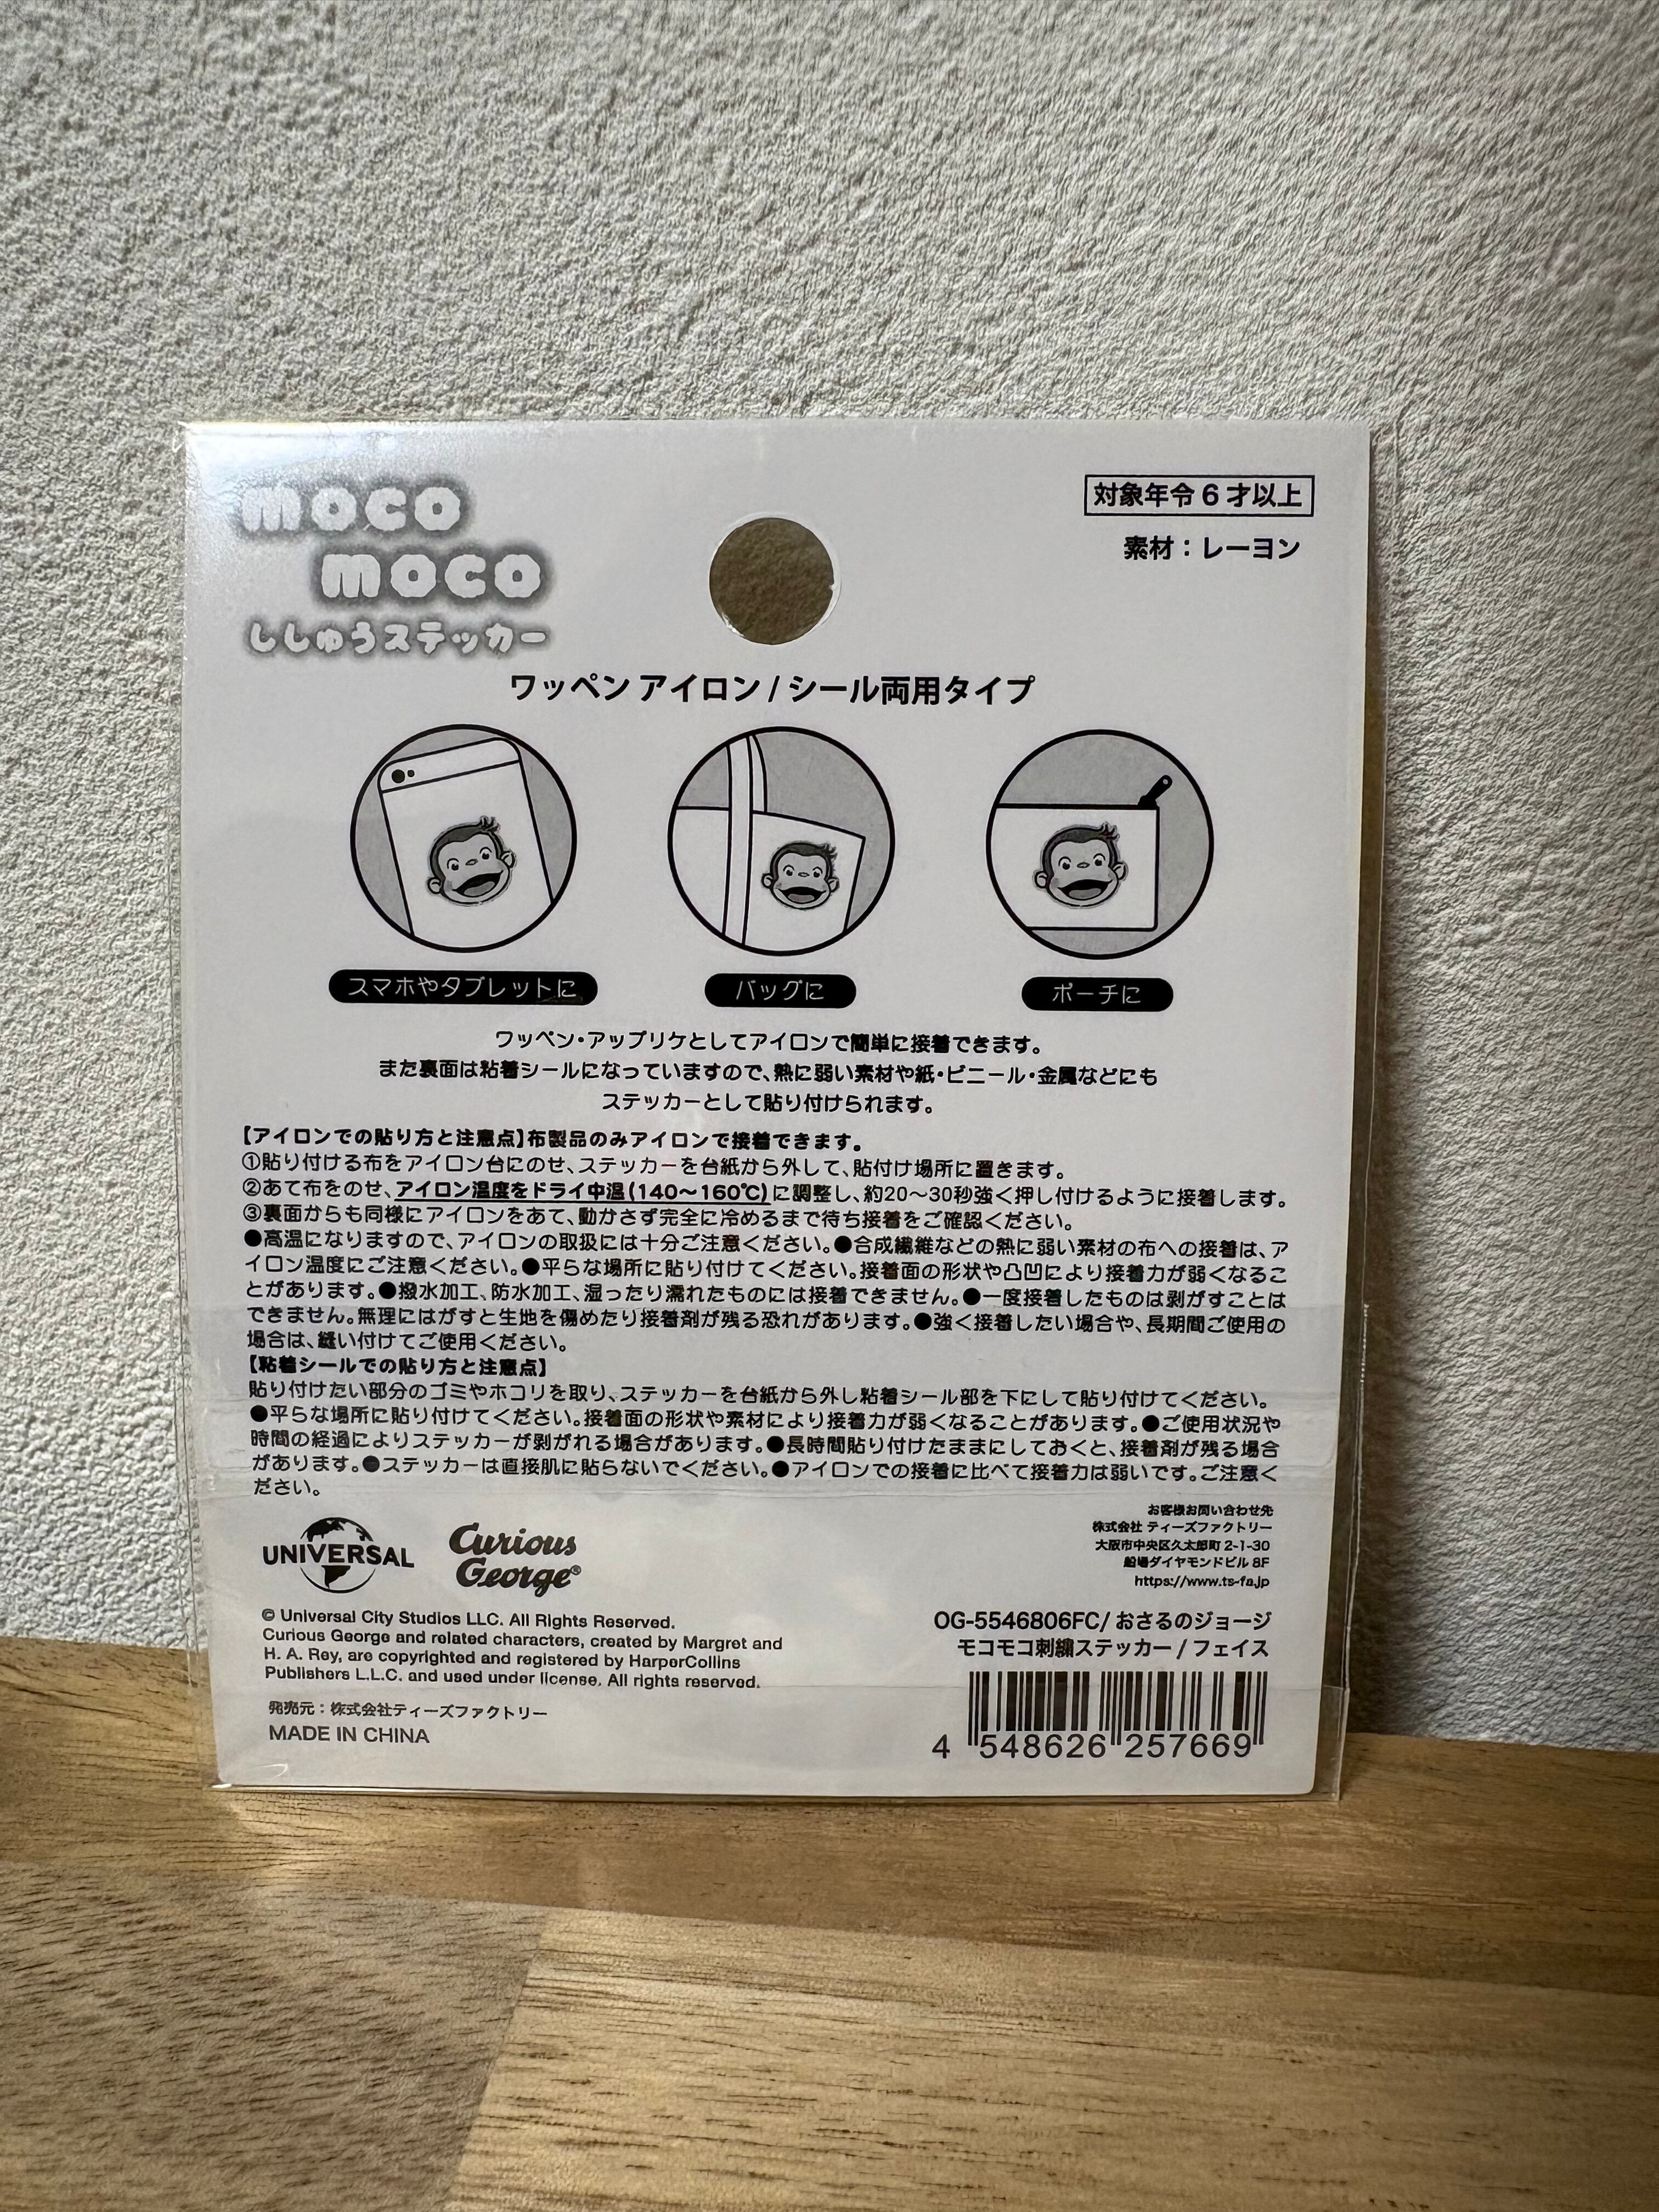 moco
moco
ししゅうステッカー
対象年令6才以上
素材：レーヨン
ワッペン アイロン / シール両用タイプ
スマホやタブレットに
バッグに
ポーチに
ワッペン・アップリケとしてアイロンで簡単に接着できます。
また裏面は粘着シールになっていますので、熱に弱い素材や紙・ビニール・金属などにも
ステッカーとして貼り付けられます。
【アイロンでの貼り方と注意点】布製品のみアイロンで接着できます。
①貼り付ける布をアイロン台にのせ、ステッカーを台紙から外して、貼付け場所に置きます。
②あて布をのせ、アイロン温度をドライ中温(140〜160℃)に調整し、約20〜30秒強く押し付けるように接着します。
③裏面からも同様にアイロンをあて、動かさず完全に冷めるまで待ち接着をご確認ください。
●高温になりますので、アイロンの取扱には十分ご注意ください。●合成繊維などの熱に弱い素材の布への接着は、ア
イロン温度にご注意ください。●平らな場所に貼り付けてください。接着面の形状や凸凹により接着力が弱くなるこ
とがあります。●撥水加工、防水加工、湿ったり濡れたものには接着できません。●一度接着したものは剥がすことは
できません。無理にはがすと生地を傷めたり接着剤が残る恐れがあります。●強く接着したい場合や、長期間ご使用の
場合は、縫い付けてご使用ください。
【粘着シールでの貼り方と注意点】
貼り付けたい部分のゴミやホコリを取り、ステッカーを台紙から外し粘着シール部を下にして貼り付けてください。
●平らな場所に貼り付けてください。接着面の形状や素材により接着力が弱くなることがあります。●ご使用状況や
時間の経過によりステッカーが剥がれる場合があります。●長時間貼り付けたままにしておくと、接着剤が残る場合
があります。●ステッカーは直接肌に貼らないでください。●アイロンでの接着に比べて接着力は弱いです。ご注意く
ださい。
UNIVERSAL
Curious
George®
お客様お問い合わせ先
株式会社 ティーズファクトリー
大阪市中央区久太郎町 2-1-30
船場ダイヤモンドビル 8F
https://www.ts-fa.jp
© Universal City Studios LLC. All Rights Reserved.
Curious George and related characters, created by Margret and
H. A. Rey, are copyrighted and registered by HarperCollins
Publishers L.L.C. and used under license. All rights reserved.
発売元：株式会社ティーズファクトリー
MADE IN CHINA
OG-5546806FC/ おさるのジョージ
モコモコ刺繍ステッカー / フェイス
4 548626 257669